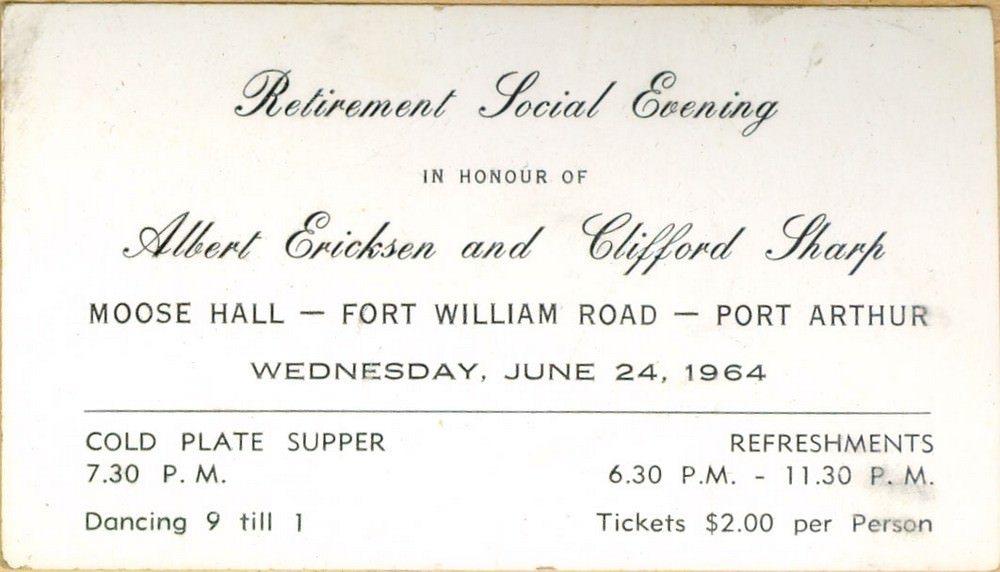 Retirement Social Evening
IN HONOUR OF
Albert Ericksen and Clifford Sharp
MOOSE HALL — FORT WILLIAM ROAD — PORT ARTHUR
WEDNESDAY, JUNE 24, 1964
COLD PLATE SUPPER
7.30 P. M.
Dancing 9 till 1
REFRESHMENTS
6.30 P.M. - 11.30 P. M.
Tickets $2.00 per Person